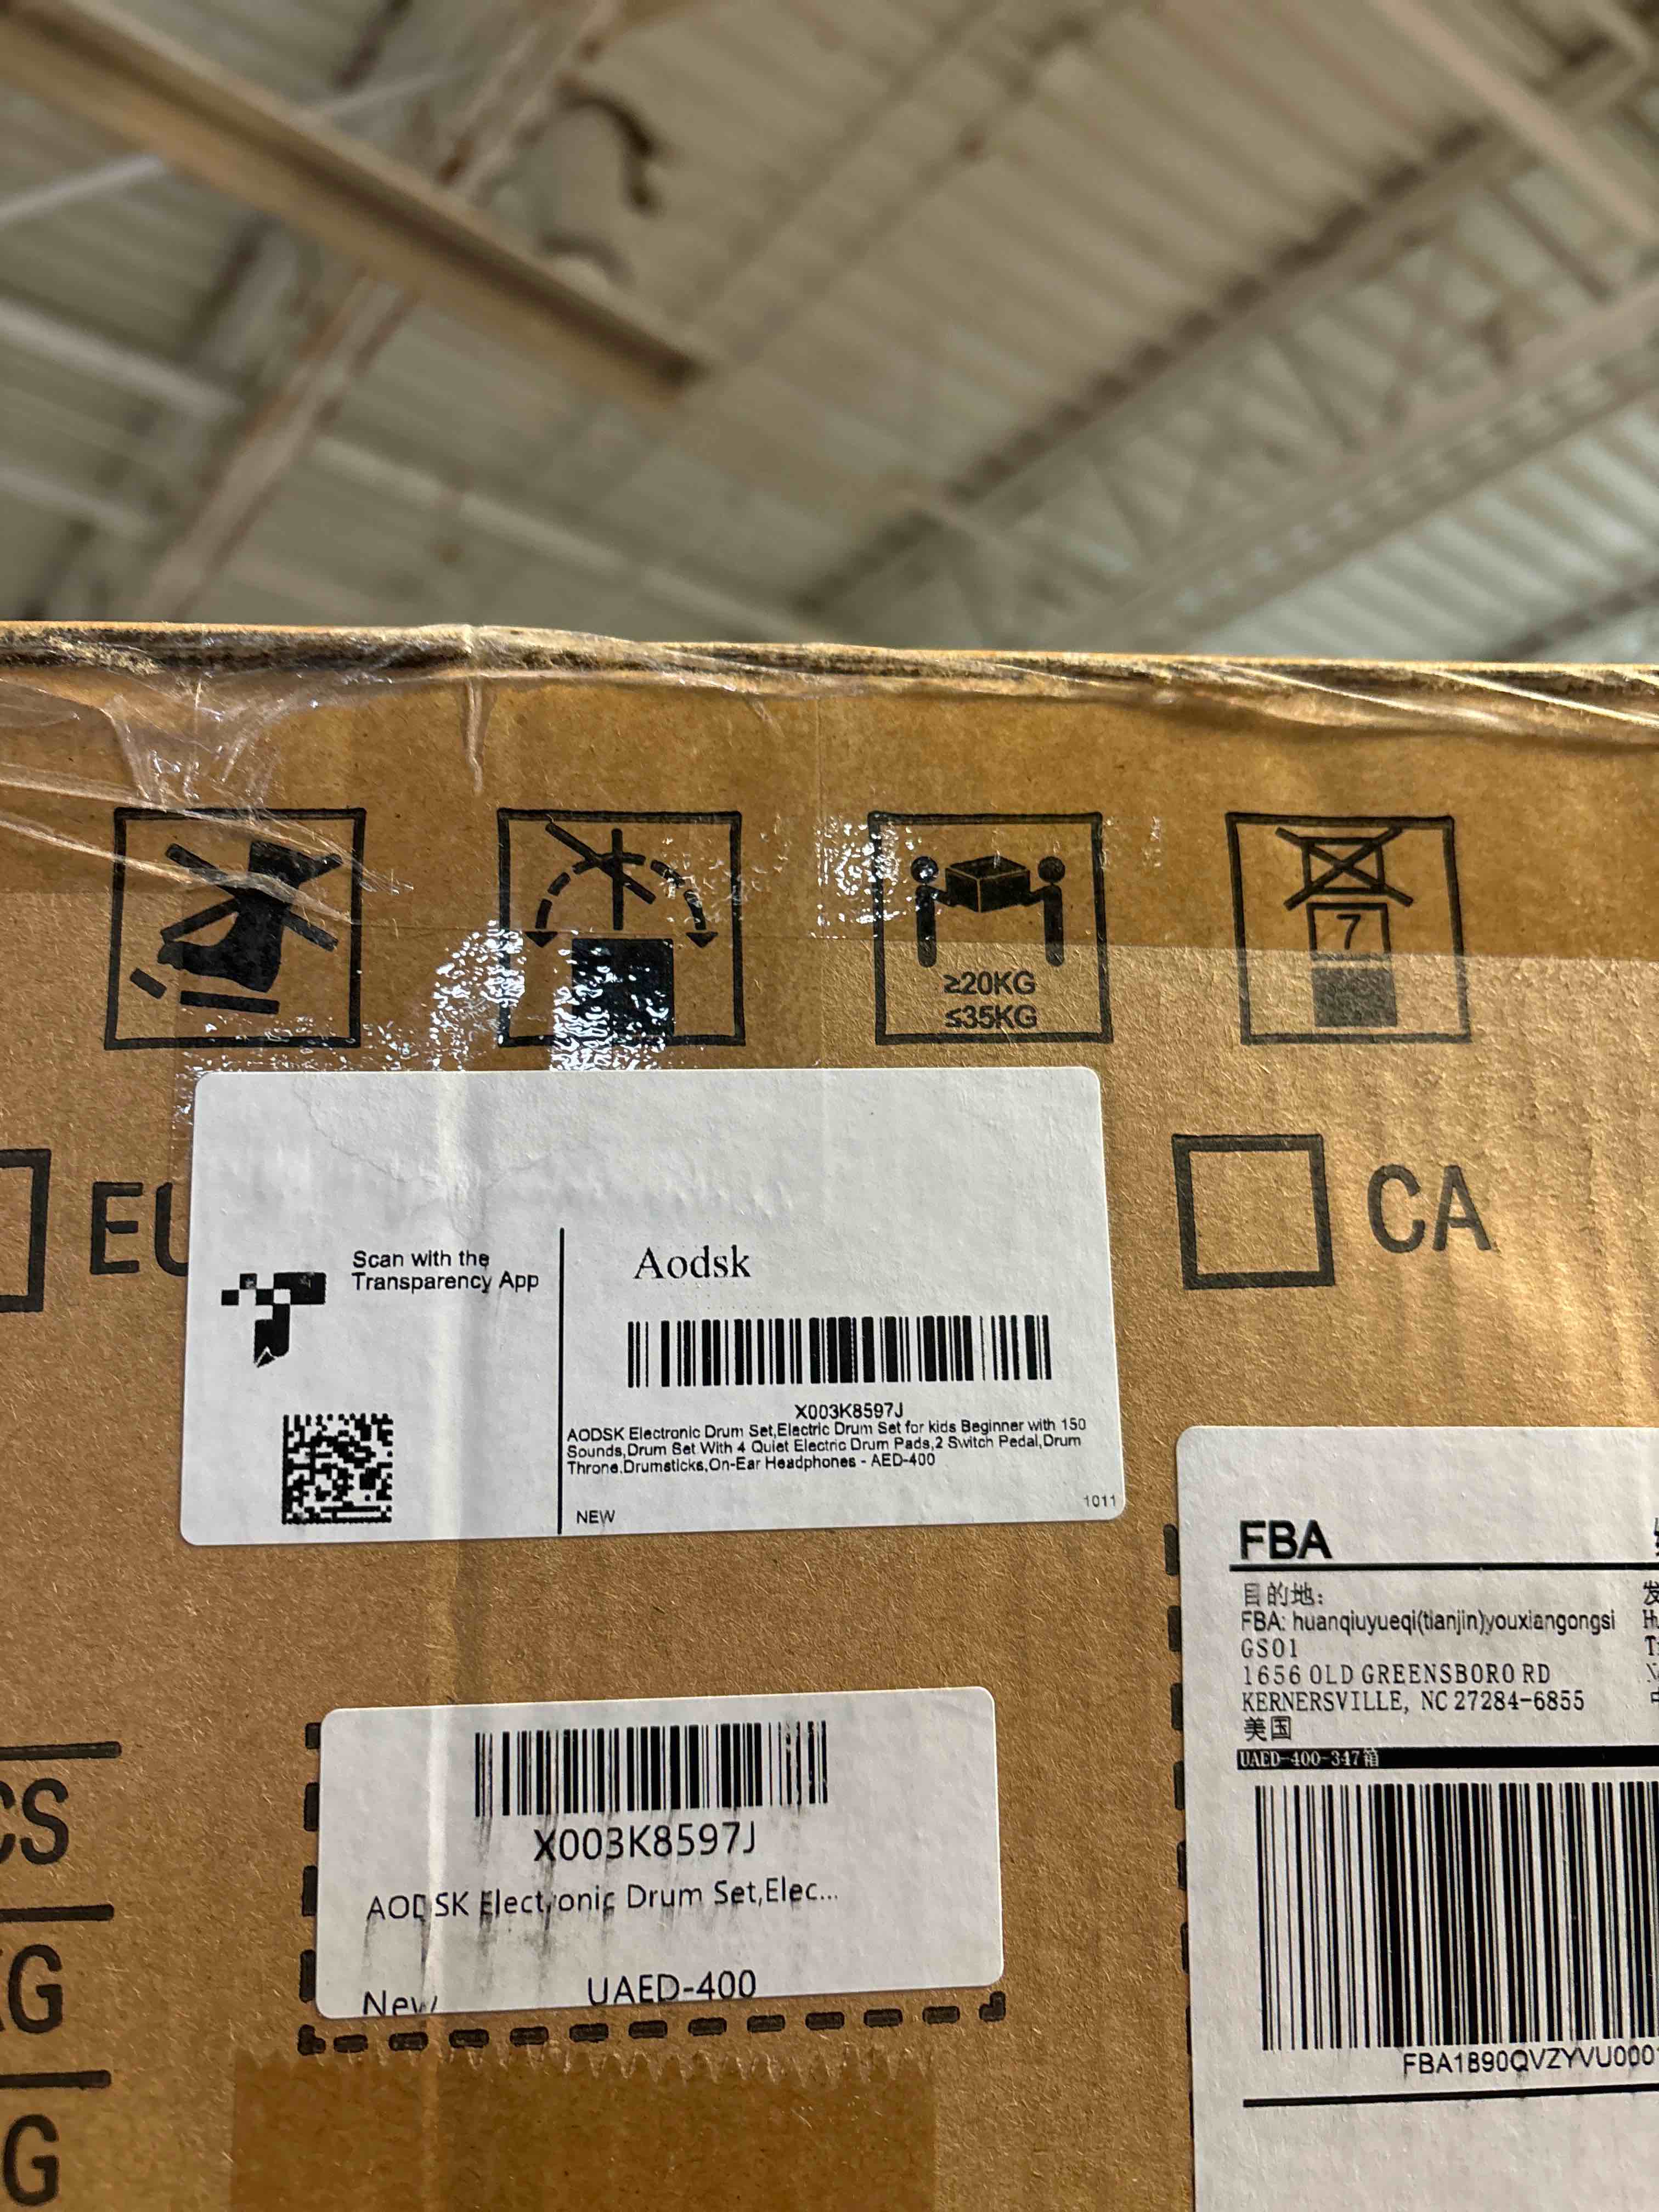 7
≥20KG
≤35KG
CA
Scan with the
Transparency App
Aodsk
X003K8597J
AODSK Electronic Drum Set,Electric Drum Set for kids Beginner with 150
Sounds,Drum Set With 4 Quiet Electric Drum Pads,2 Switch Pedal,Drum
Throne,Drumsticks,On-Ear Headphones - AED-400
NEW
1011
FBA
目的地:
FBA: huanqiuyueqi(tianjin)youxiangongsi
GS01
1656 OLD GREENSBORO RD
KERNERSVILLE, NC 27284-6855
美国
UAED-400-347箱
X003K8597J
AODSK Electronic Drum Set,Elec...
New
UAED-400
CS
G
G